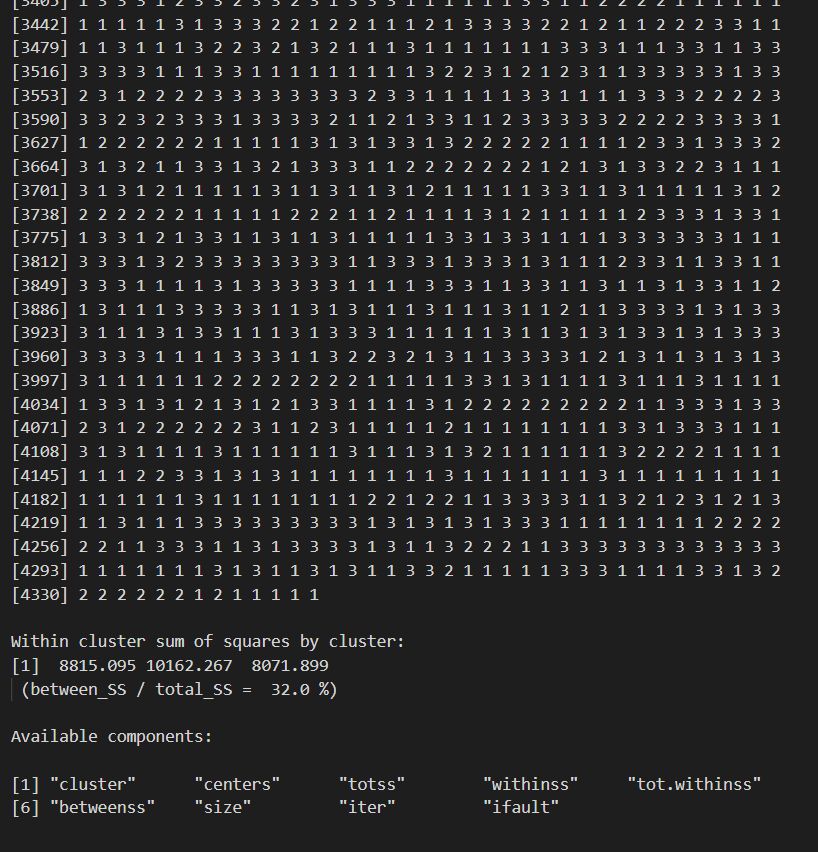 [3403] 1 3 3 3 1 2 3 3 2 3 2 3 1 3 3 3 1 1 1 1 1 1 3 3 1 1 2 2 2 2 1 1 1 1 1 1
[3442] 1 1 1 1 1 3 1 3 3 3 2 2 1 2 2 1 1 1 2 1 3 3 3 3 2 2 1 2 1 1 2 2 2 3 3 1 1
[3479] 1 1 3 1 1 1 3 2 2 3 2 1 3 2 1 1 1 3 1 1 1 1 1 1 1 3 3 3 1 1 1 3 3 1 1 3 3
[3516] 3 3 3 3 1 1 1 3 3 1 1 1 1 1 1 1 1 1 3 2 2 3 1 2 1 2 3 1 1 3 3 3 3 3 1 3 3
[3553] 2 3 1 2 2 2 2 3 3 3 3 3 3 3 3 2 3 3 1 1 1 1 1 3 3 1 1 1 1 3 3 3 2 2 2 2 3
[3590] 3 3 2 3 2 3 3 3 1 3 3 3 3 2 1 1 2 1 3 3 1 1 2 3 3 3 3 3 2 2 2 2 3 3 3 3 1
[3627] 1 2 2 2 2 2 2 1 1 1 1 1 3 1 3 1 3 3 1 3 2 2 2 2 2 1 1 1 1 2 3 3 1 3 3 3 2
[3664] 3 1 3 2 1 1 3 3 1 3 2 1 3 3 3 1 1 2 2 2 2 2 2 2 1 2 1 3 1 3 3 2 2 3 1 1 1
[3701] 3 1 3 1 2 1 1 1 1 1 3 1 1 3 1 1 3 1 2 1 1 1 1 1 3 3 1 1 3 1 1 1 1 1 3 1 2
[3738] 2 2 2 2 2 2 1 1 1 1 1 2 2 2 1 1 2 1 1 1 1 3 1 2 1 1 1 1 1 2 3 3 3 1 3 3 1
[3775] 1 3 3 1 2 1 3 3 1 1 3 1 1 3 1 1 1 1 1 3 3 1 3 3 1 1 1 1 3 3 3 3 3 3 1 1 1
[3812] 3 3 3 1 3 2 3 3 3 3 3 3 3 3 1 1 3 3 3 1 3 3 3 1 3 1 1 1 2 3 3 1 1 3 3 1 1
[3849] 3 3 3 1 1 1 1 3 1 3 3 3 3 3 1 1 1 1 3 3 3 1 1 3 3 1 1 3 1 1 3 1 3 3 1 1 2
[3886] 1 3 1 1 1 3 3 3 3 3 1 1 3 1 3 1 1 1 3 1 1 1 3 1 1 2 1 1 3 3 3 3 1 3 1 3 3
[3923] 3 1 1 1 3 1 3 3 1 1 1 3 1 3 3 3 1 1 1 1 1 1 3 1 1 3 1 3 1 3 3 1 3 1 3 3 3
[3960] 3 3 3 3 1 1 1 1 3 3 3 1 1 3 2 2 3 2 1 3 1 1 3 3 3 3 1 2 1 3 1 1 3 1 3 1 3
[3997] 3 1 1 1 1 1 1 2 2 2 2 2 2 2 2 1 1 1 1 1 3 3 1 3 1 1 1 1 3 1 1 1 3 1 1 1 1
[4034] 1 3 3 1 3 1 2 1 3 1 2 1 3 3 1 1 1 1 3 1 2 2 2 2 2 2 2 2 2 1 1 3 3 3 1 3 3
[4071] 2 3 1 2 2 2 2 2 2 3 1 1 2 3 1 1 1 1 1 2 1 1 1 1 1 1 1 1 3 3 1 3 3 3 1 1 1
[4108] 3 1 3 1 1 1 1 3 1 1 1 1 1 1 3 1 1 1 3 1 3 2 1 1 1 1 1 1 3 2 2 2 2 1 1 1 1
[4145] 1 1 1 2 2 3 3 1 3 1 3 1 1 1 1 1 1 1 1 3 1 1 1 1 1 1 1 3 1 1 1 1 1 1 1 1 1
[4182] 1 1 1 1 1 1 3 1 1 1 1 1 1 1 1 2 2 1 2 2 1 1 3 3 3 3 1 1 3 2 1 2 3 1 2 1 3
[4219] 1 1 3 1 1 1 3 3 3 3 3 3 3 3 3 1 3 1 3 1 3 1 3 3 3 1 1 1 1 1 1 1 1 2 2 2 2
[4256] 2 2 1 1 3 3 3 1 1 3 1 3 3 3 3 1 3 1 1 3 2 2 2 1 1 3 3 3 3 3 3 3 3 3 3 3 3
[4293] 1 1 1 1 1 1 1 3 1 3 1 1 3 1 3 1 1 3 3 2 1 1 1 1 1 3 3 3 1 1 1 1 3 3 1 3 2
[4330] 2 2 2 2 2 2 1 2 1 1 1 1 1
Within cluster sum of squares by cluster:
[1]  8815.095 10162.267  8071.899
 (between_SS / total_SS =  32.0 %)
Available components:
[1] "cluster"      "centers"      "totss"        "withinss"     "tot.withinss"
[6] "betweenss"    "size"         "iter"         "ifault"